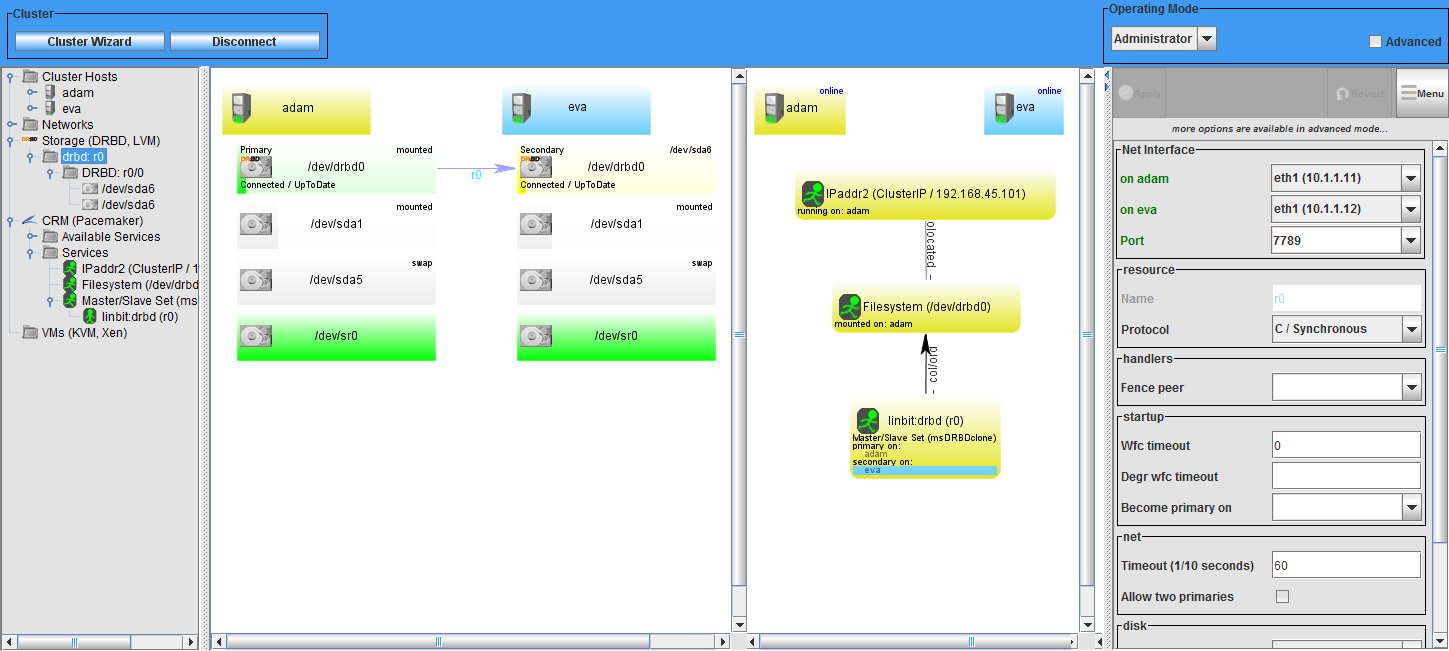 Cluster
Cluster Wizard
Disconnect
Operating Mode
Administrator
Advanced
Cluster Hosts
adam
eva
Networks
Storage (DRBD, LVM)
drbd: r0
DRBD: r0/0
/dev/sda6
/dev/sda6
CRM (Pacemaker)
Available Services
Services
IPaddr2 (ClusterIP / 1
Filesystem (/dev/drbd
Master/Slave Set (ms
linbit:drbd (r0)
VMs (KVM, Xen)
adam
eva
Primary
mounted
DRBD
/dev/drbd0
Connected / UpToDate
r0
Secondary
/dev/sda6
DRBD
/dev/drbd0
Connected / UpToDate
mounted
/dev/sda1
mounted
/dev/sda1
swap
/dev/sda5
swap
/dev/sda5
/dev/sr0
/dev/sr0
online
adam
online
eva
IPaddr2 (ClusterIP / 192.168.45.101)
running on: adam
olocated -
Filesystem (/dev/drbd0)
mounted on: adam
linbit:drbd (r0)
Master/Slave Set (msDRBDclone)
primary on:
adam
secondary on:
eva
Apply
Revert
Menu
more options are available in advanced mode...
Net Interface
on adam
eth1 (10.1.1.11)
on eva
eth1 (10.1.1.12)
Port
7789
resource
Name
r0
Protocol
C / Synchronous
handlers
Fence peer
startup
Wfc timeout
0
Degr wfc timeout
Become primary on
net
Timeout (1/10 seconds)
60
Allow two primaries
disk